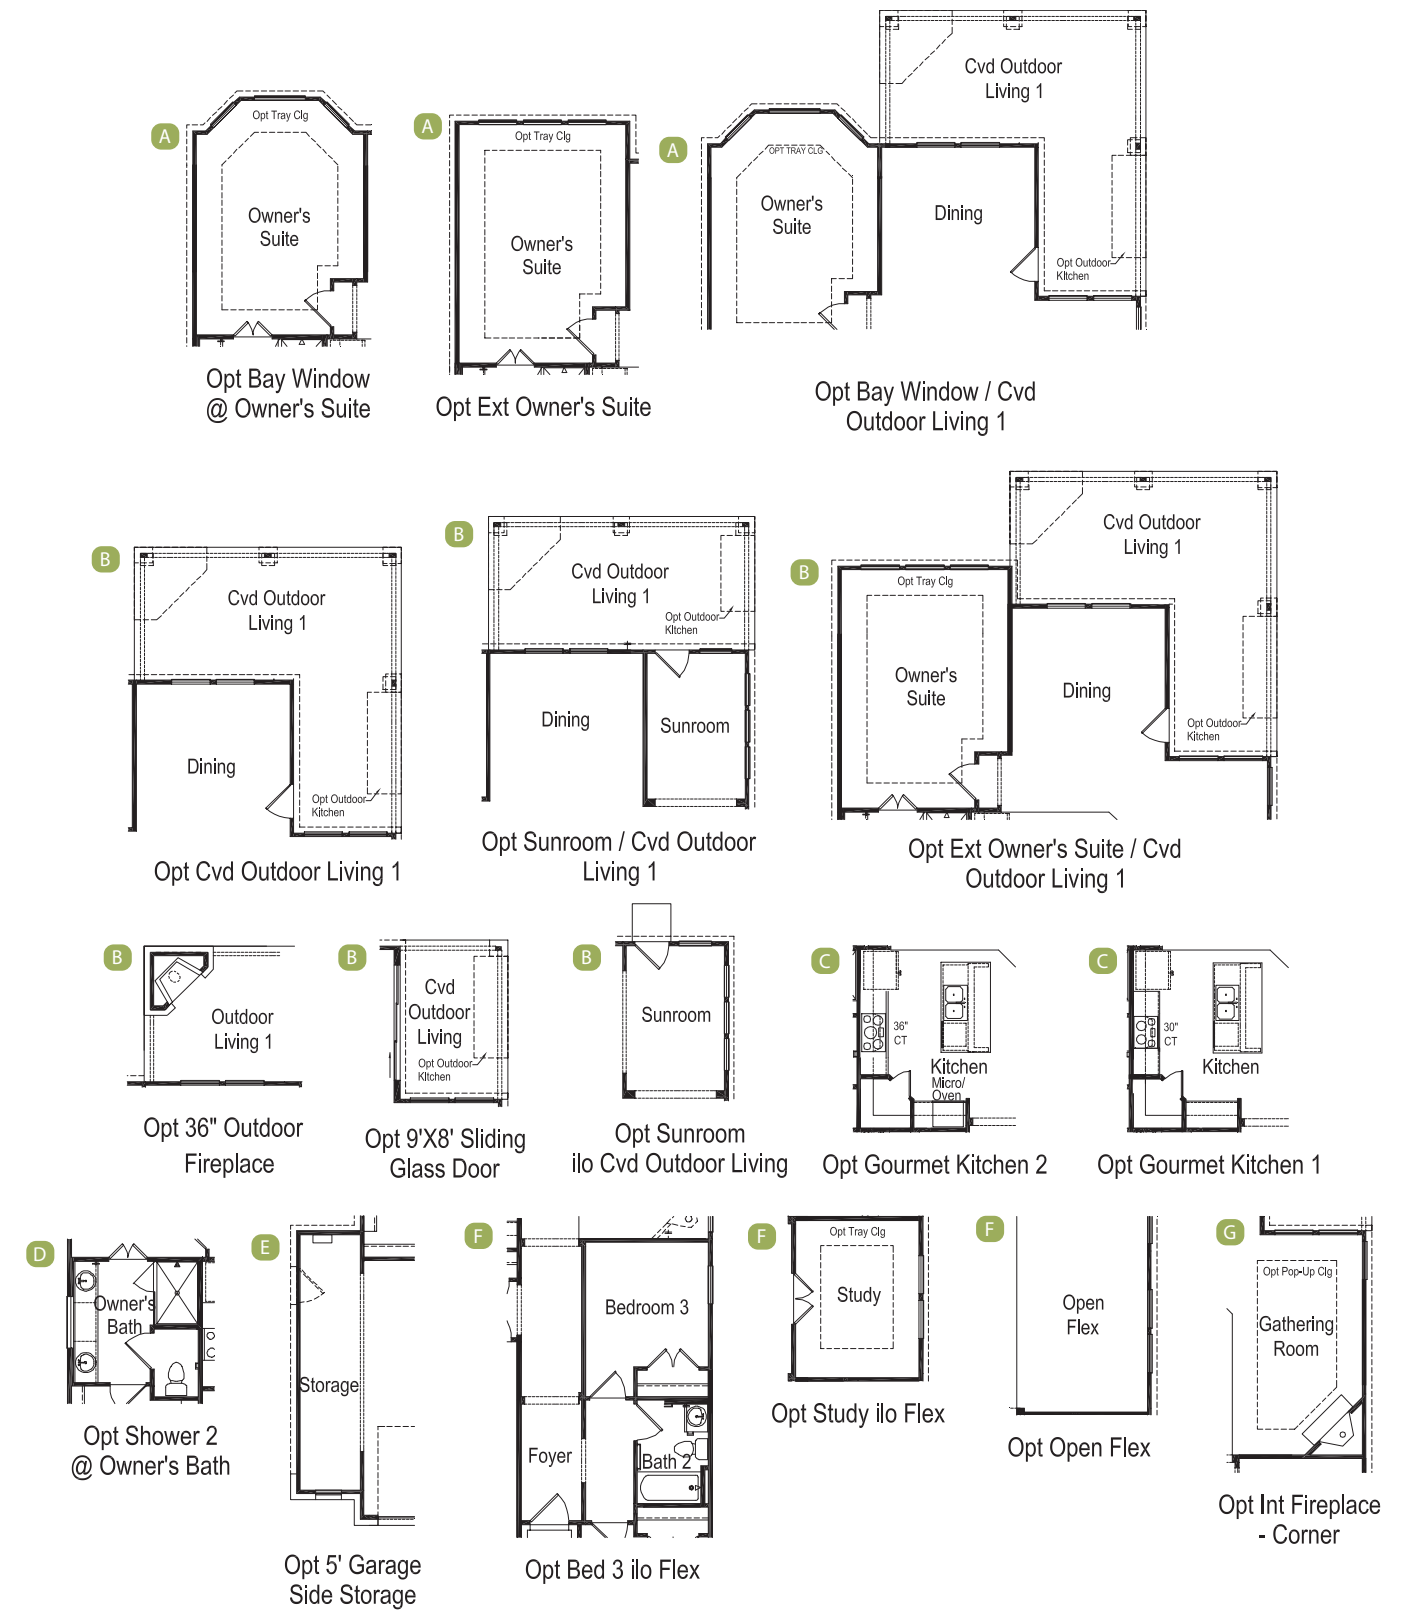 A
Opt Tray Clg
Owner's
Suite
Opt Bay Window
@ Owner's Suite
A
Opt Tray Clg
Owner's
Suite
Opt Ext Owner's Suite
A
Cvd Outdoor
Living 1
OPT TRAY CLG
Owner's
Suite
Dining
Opt Outdoor
KItchen
Opt Bay Window / Cvd
Outdoor Living 1
B
Cvd Outdoor
Living 1
Dining
Opt Outdoor
Kitchen
Opt Cvd Outdoor Living 1
B
Cvd Outdoor
Living 1
Opt Outdoor
KItchen
Dining
Sunroom
Opt Sunroom / Cvd Outdoor
Living 1
B
Cvd Outdoor
Living 1
Opt Tray Clg
Owner's
Suite
Dining
Opt Outdoor
Kitchen
Opt Ext Owner's Suite / Cvd
Outdoor Living 1
B
Outdoor
Living 1
Opt 36" Outdoor
Fireplace
B
Cvd
Outdoor
Living
Opt Outdoor
KItchen
Opt 9'X8' Sliding
Glass Door
B
Sunroom
Opt Sunroom
ilo Cvd Outdoor Living
C
36"
CT
Kitchen
Micro/
Oven
Opt Gourmet Kitchen 2
C
30"
CT
Kitchen
Opt Gourmet Kitchen 1
D
Owner's
Bath
Opt Shower 2
@ Owner's Bath
E
Storage
Opt 5' Garage
Side Storage
F
Bedroom 3
Foyer
Bath 2
Opt Bed 3 ilo Flex
F
Opt Tray Clg
Study
Opt Study ilo Flex
F
Open
Flex
Opt Open Flex
G
Opt Pop-Up Clg
Gathering
Room
Opt Int Fireplace
- Corner